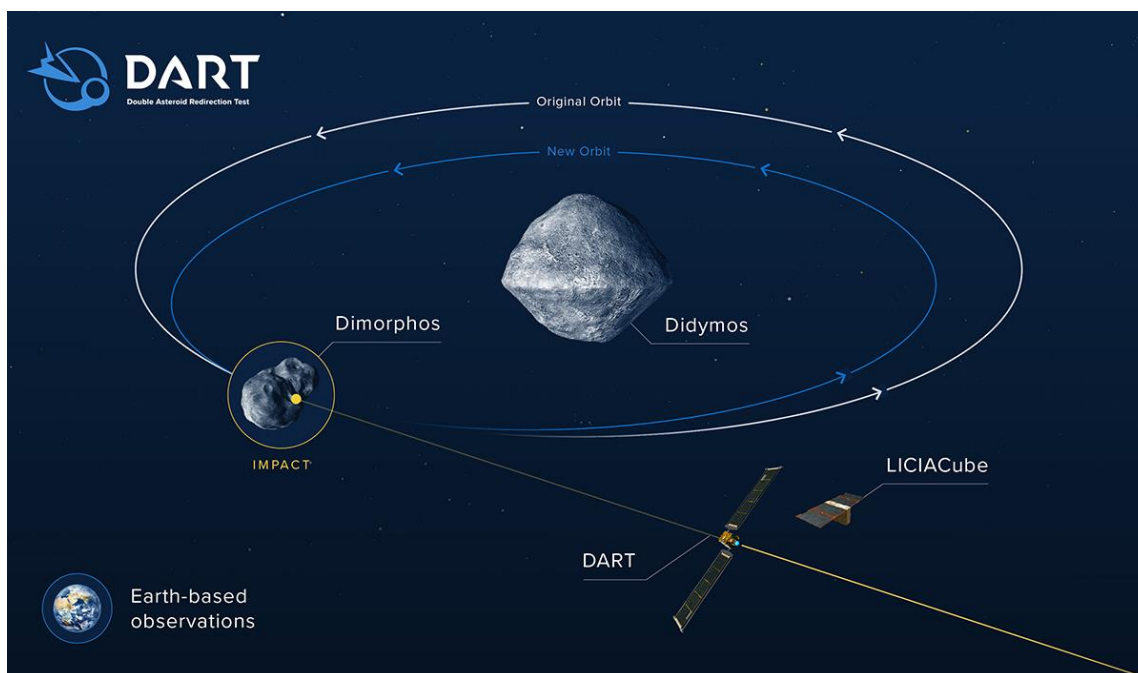 DART
Double Asteroid Redirection Test
Original Orbit
New Orbit
Dimorphos
Didymos
IMPACT
LICIACube
DART
Earth-based
observations